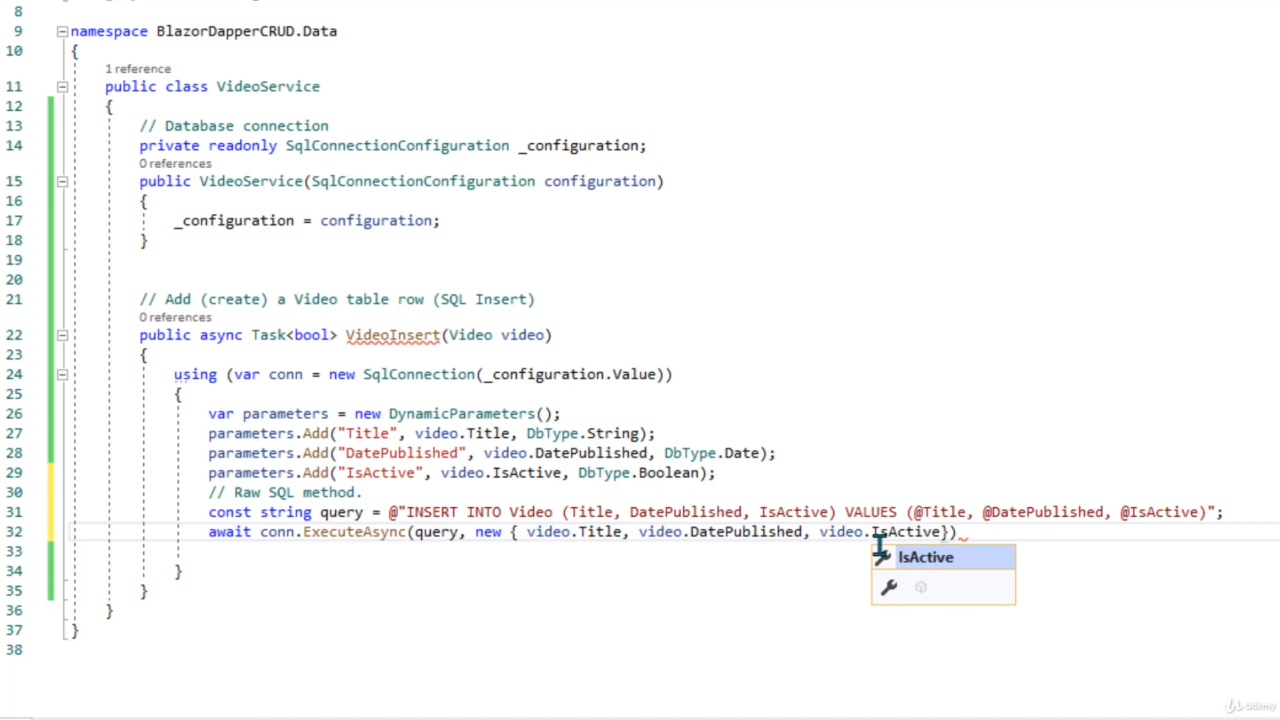 8
9 namespace BlazorDapperCRUD.Data
10 {
1 reference
11 public class VideoService
12 {
13 // Database connection
14 private readonly SqlConnectionConfiguration _configuration;
0 references
15 public VideoService(SqlConnectionConfiguration configuration)
16 {
17 _configuration = configuration;
18 }
19
20
21 // Add (create) a Video table row (SQL Insert)
0 references
22 public async Task<bool> VideoInsert(Video video)
23 {
24 using (var conn = new SqlConnection(_configuration.Value))
25 {
26 var parameters = new DynamicParameters();
27 parameters.Add("Title", video.Title, DbType.String);
28 parameters.Add("DatePublished", video.DatePublished, DbType.Date);
29 parameters.Add("IsActive", video.IsActive, DbType.Boolean);
30 // Raw SQL method.
31 const string query = @"INSERT INTO Video (Title, DatePublished, IsActive) VALUES (@Title, @DatePublished, @IsActive)";
32 await conn.ExecuteAsync(query, new { video.Title, video.DatePublished, video.IsActive})
33 IsActive
34 }
35 }
36 }
37 }
38
Udemy